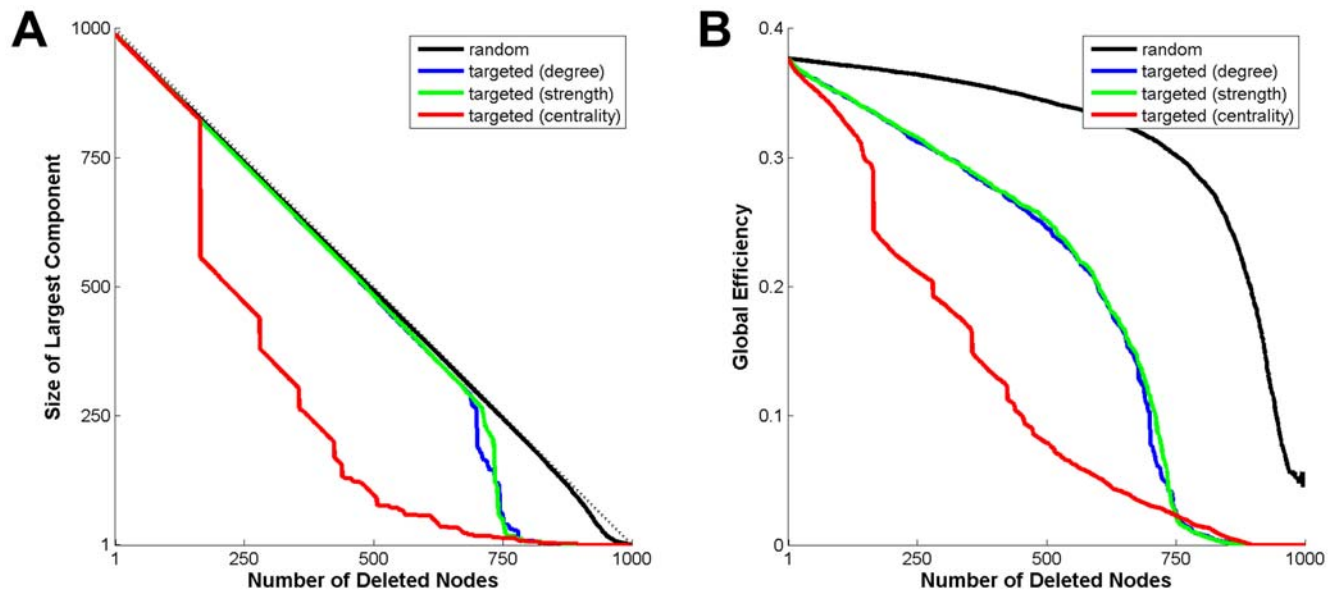 A
Size of Largest Component
1000
750
500
250
1
random
targeted (degree)
targeted (strength)
targeted (centrality)
1
250
500
750
1000
Number of Deleted Nodes
B
Global Efficiency
0.4
0.3
0.2
0.1
0
random
targeted (degree)
targeted (strength)
targeted (centrality)
1
250
500
750
1000
Number of Deleted Nodes